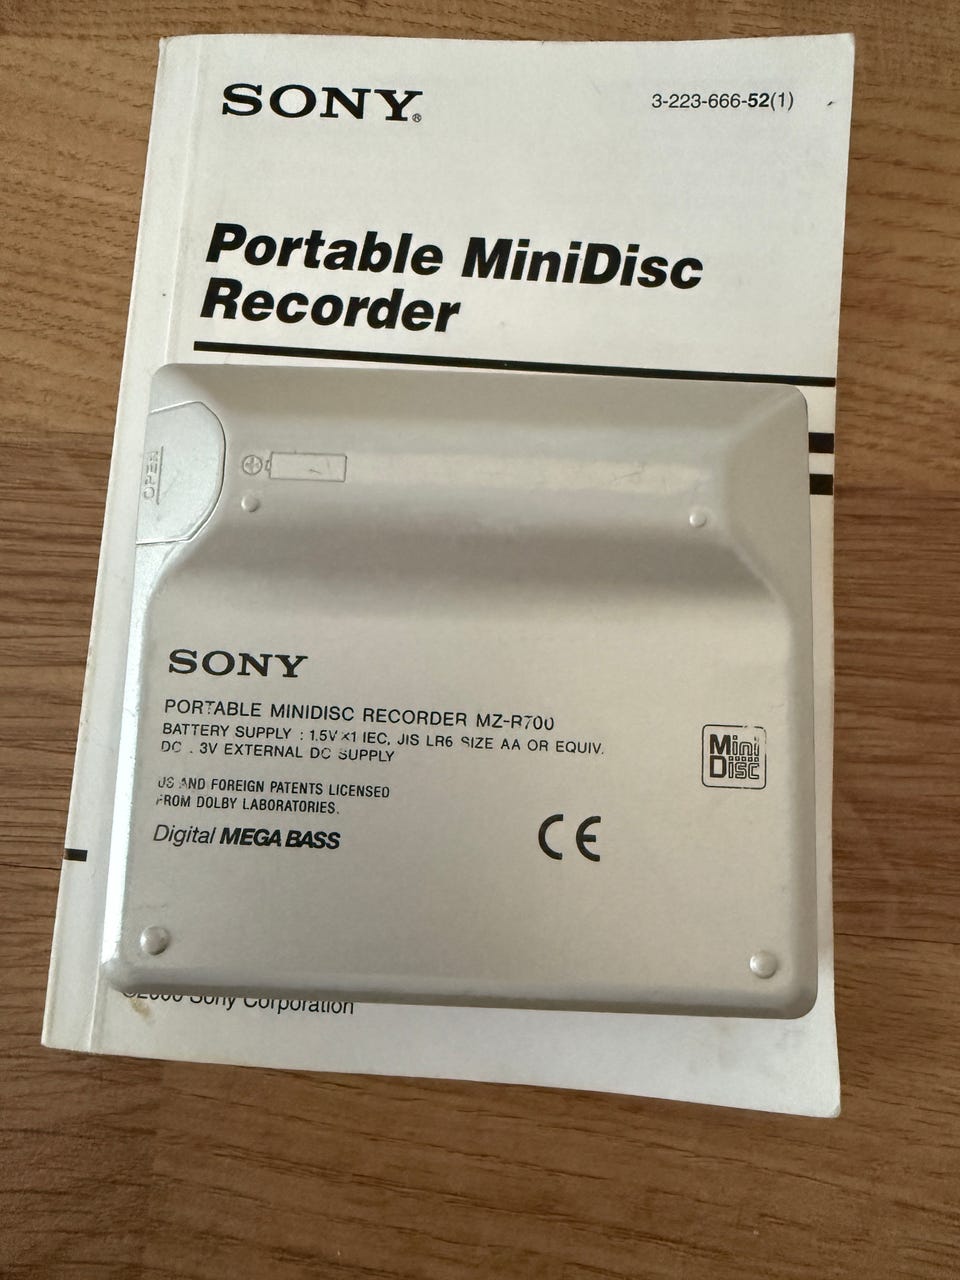 SONY®
3-223-666-52(1)
Portable MiniDisc
Recorder
OPEN
SONY
PORTABLE MINIDISC RECORDER MZ-R700
BATTERY SUPPLY : 1.5V ×1 IEC, JIS LR6 SIZE AA OR EQUIV.
DC : 3V EXTERNAL DC SUPPLY
Mini
Disc
US AND FOREIGN PATENTS LICENSED
FROM DOLBY LABORATORIES.
Digital MEGA BASS
CE
©2000 Sony Corporation